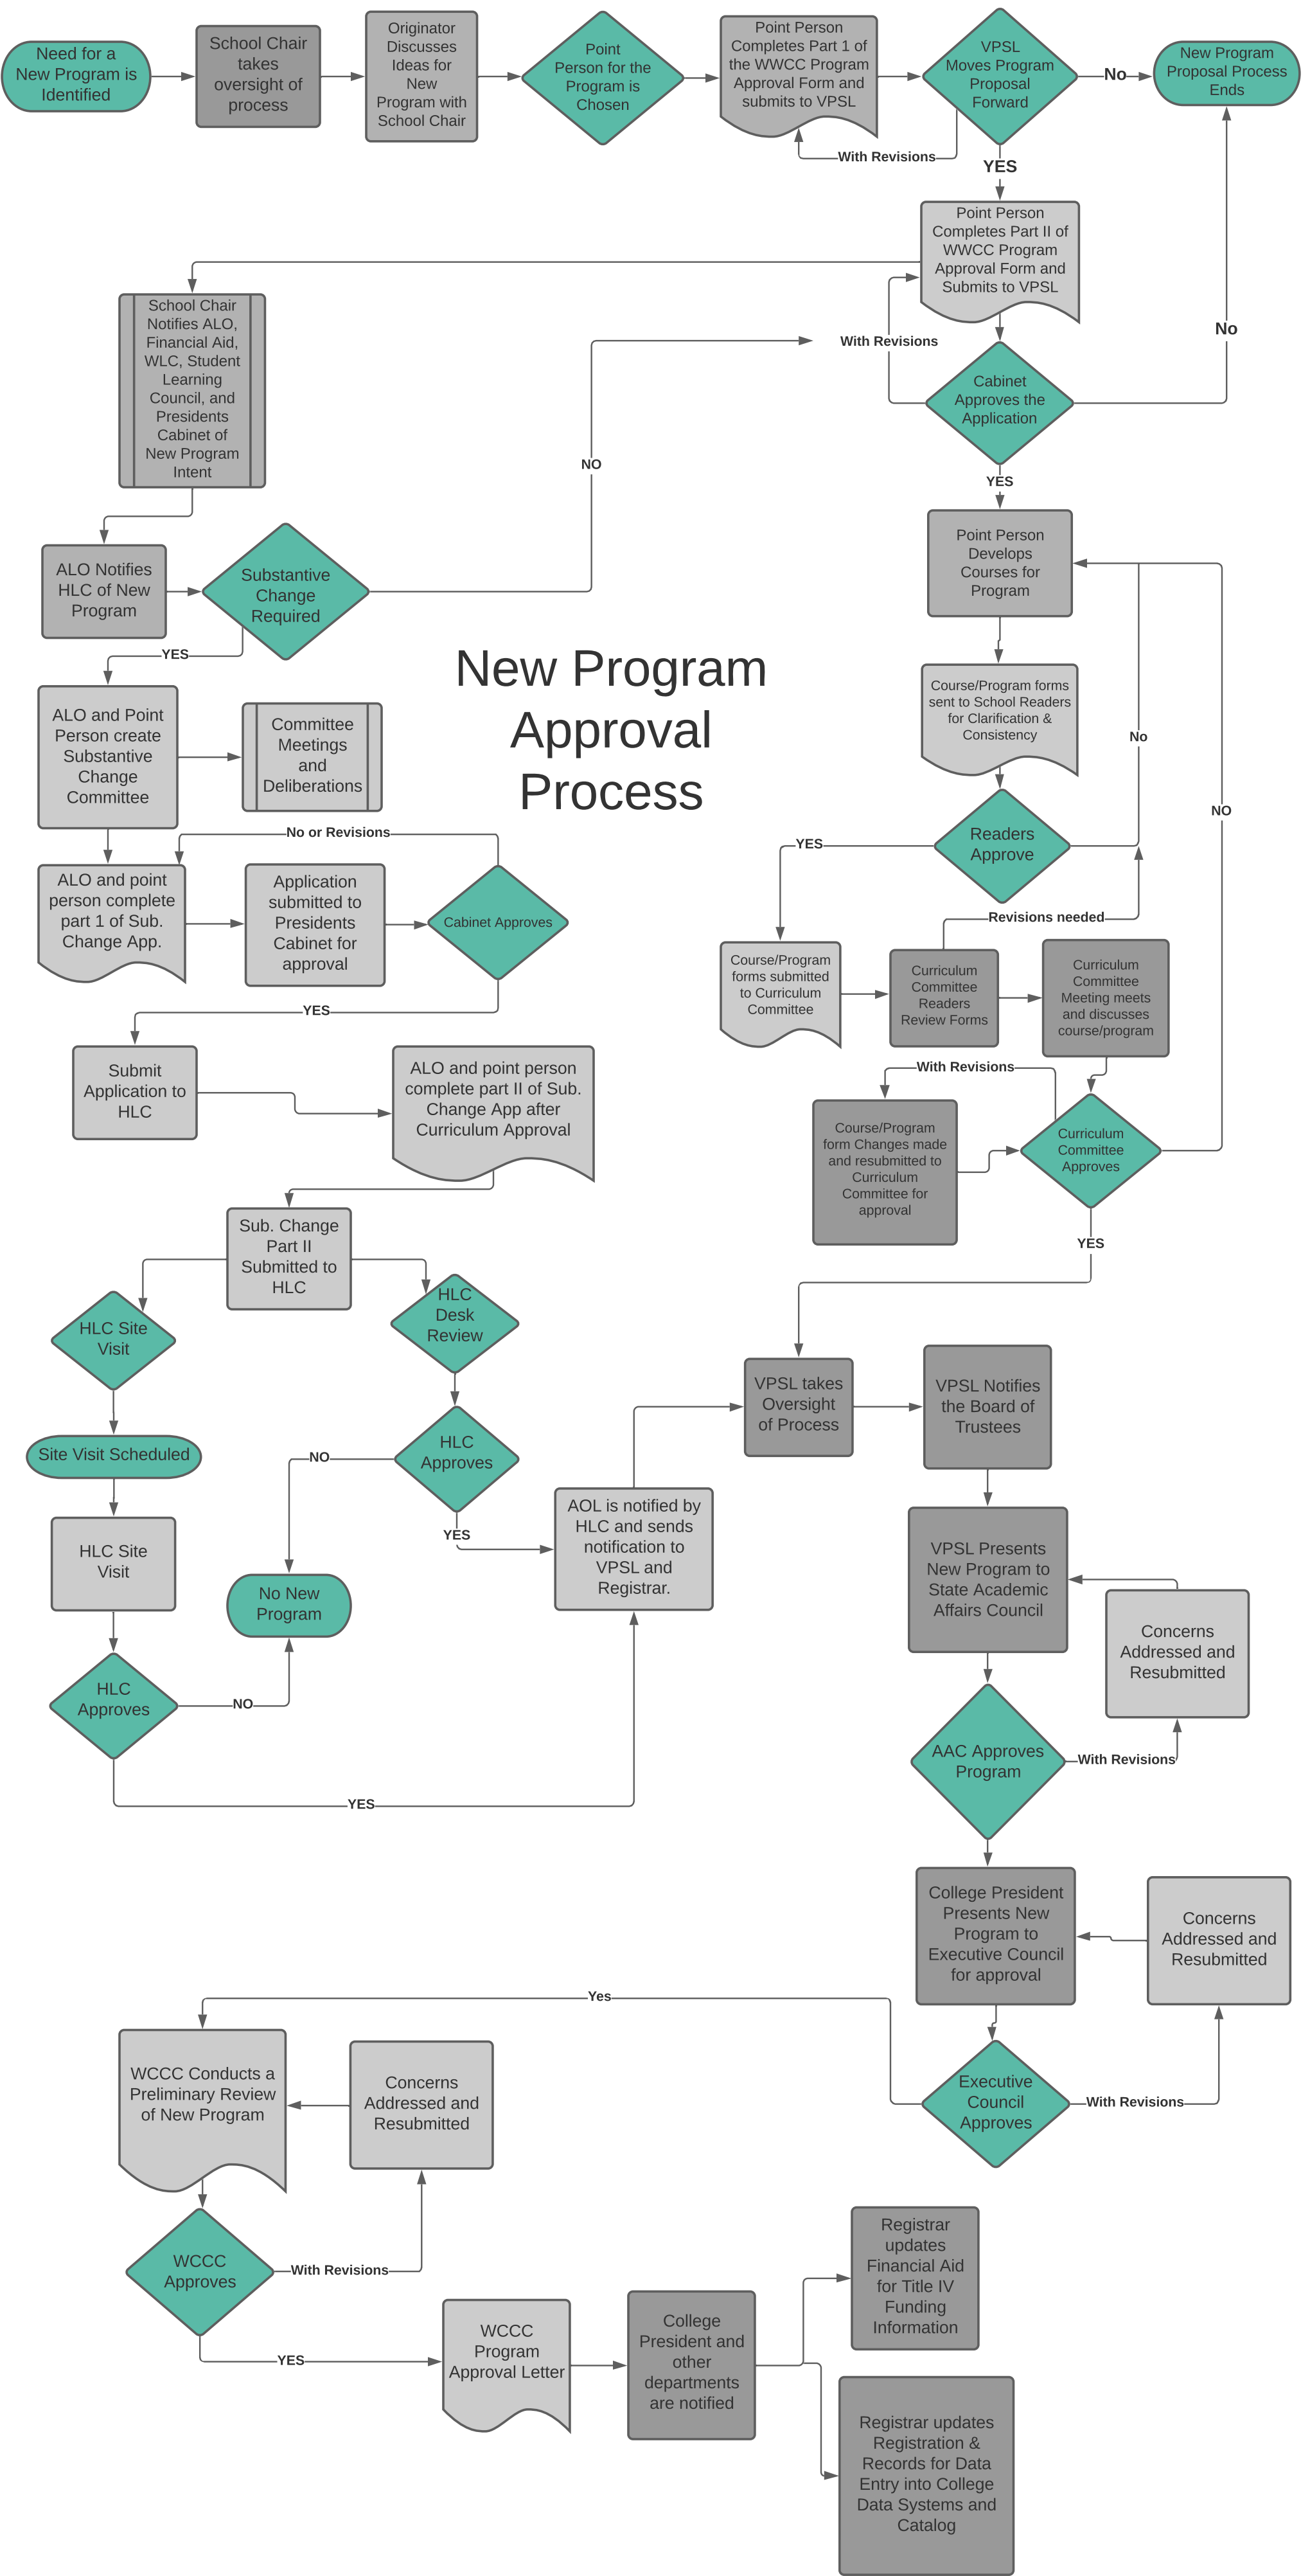 Need for a
New Program is
Identified
School Chair
takes
oversight of
process
Originator
Discusses
Ideas for
New
Program with
School Chair
Point
Person for the
Program is
Chosen
Point Person
Completes Part 1 of
the WWCC Program
Approval Form and
submits to VPSL
VPSL
Moves Program
Proposal
Forward
No
New Program
Proposal Process
Ends
With Revisions
YES
Point Person
Completes Part II of
WWCC Program
Approval Form and
Submits to VPSL
School Chair
Notifies ALO,
Financial Aid,
WLC, Student
Learning
Council, and
Presidents
Cabinet of
New Program
Intent
With Revisions
No
Cabinet
Approves the
Application
NO
YES
ALO Notifies
HLC of New
Program
Substantive
Change
Required
Point Person
Develops
Courses for
Program
YES
New Program
Approval
Process
ALO and Point
Person create
Substantive
Change
Committee
Committee
Meetings
and
Deliberations
Course/Program forms
sent to School Readers
for Clarification &
Consistency
No
NO
No or Revisions
Readers
Approve
YES
ALO and point
person complete
part 1 of Sub.
Change App.
Application
submitted to
Presidents
Cabinet for
approval
Cabinet Approves
Revisions needed
Course/Program
forms submitted
to Curriculum
Committee
Curriculum
Committee
Readers
Review Forms
Curriculum
Committee
Meeting meets
and discusses
course/program
YES
Submit
Application to
HLC
ALO and point person
complete part II of Sub.
Change App after
Curriculum Approval
With Revisions
Course/Program
form Changes made
and resubmitted to
Curriculum
Committee for
approval
Curriculum
Committee
Approves
YES
Sub. Change
Part II
Submitted to
HLC
HLC Site
Visit
HLC
Desk
Review
Site Visit Scheduled
HLC
Approves
NO
YES
VPSL takes
Oversight
of Process
VPSL Notifies
the Board of
Trustees
HLC Site
Visit
No New
Program
AOL is notified by
HLC and sends
notification to
VPSL and
Registrar.
VPSL Presents
New Program to
State Academic
Affairs Council
Concerns
Addressed and
Resubmitted
HLC
Approves
NO
YES
AAC Approves
Program
With Revisions
College President
Presents New
Program to
Executive Council
for approval
Concerns
Addressed and
Resubmitted
Yes
Executive
Council
Approves
With Revisions
WCCC Conducts a
Preliminary Review
of New Program
Concerns
Addressed and
Resubmitted
WCCC
Approves
With Revisions
YES
WCCC
Program
Approval Letter
College
President and
other
departments
are notified
Registrar
updates
Financial Aid
for Title IV
Funding
Information
Registrar updates
Registration &
Records for Data
Entry into College
Data Systems and
Catalog